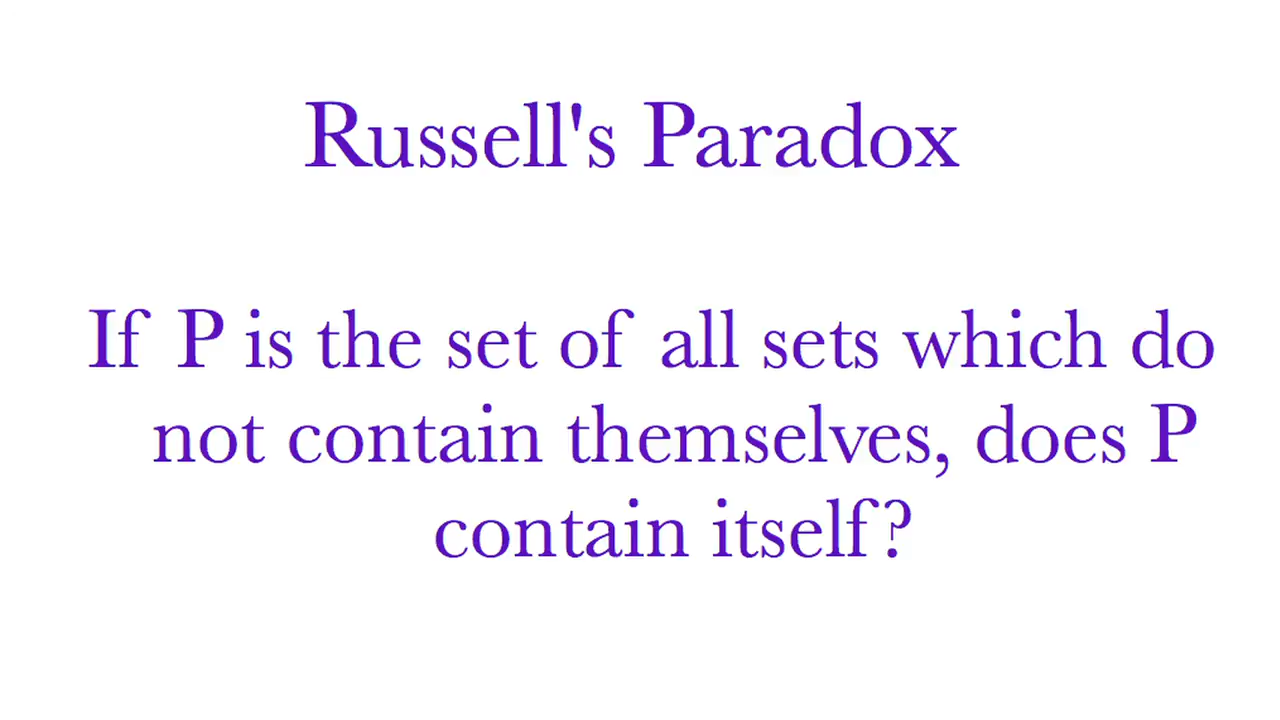 Russell's Paradox
If P is the set of all sets which do
not contain themselves, does P
contain itself?